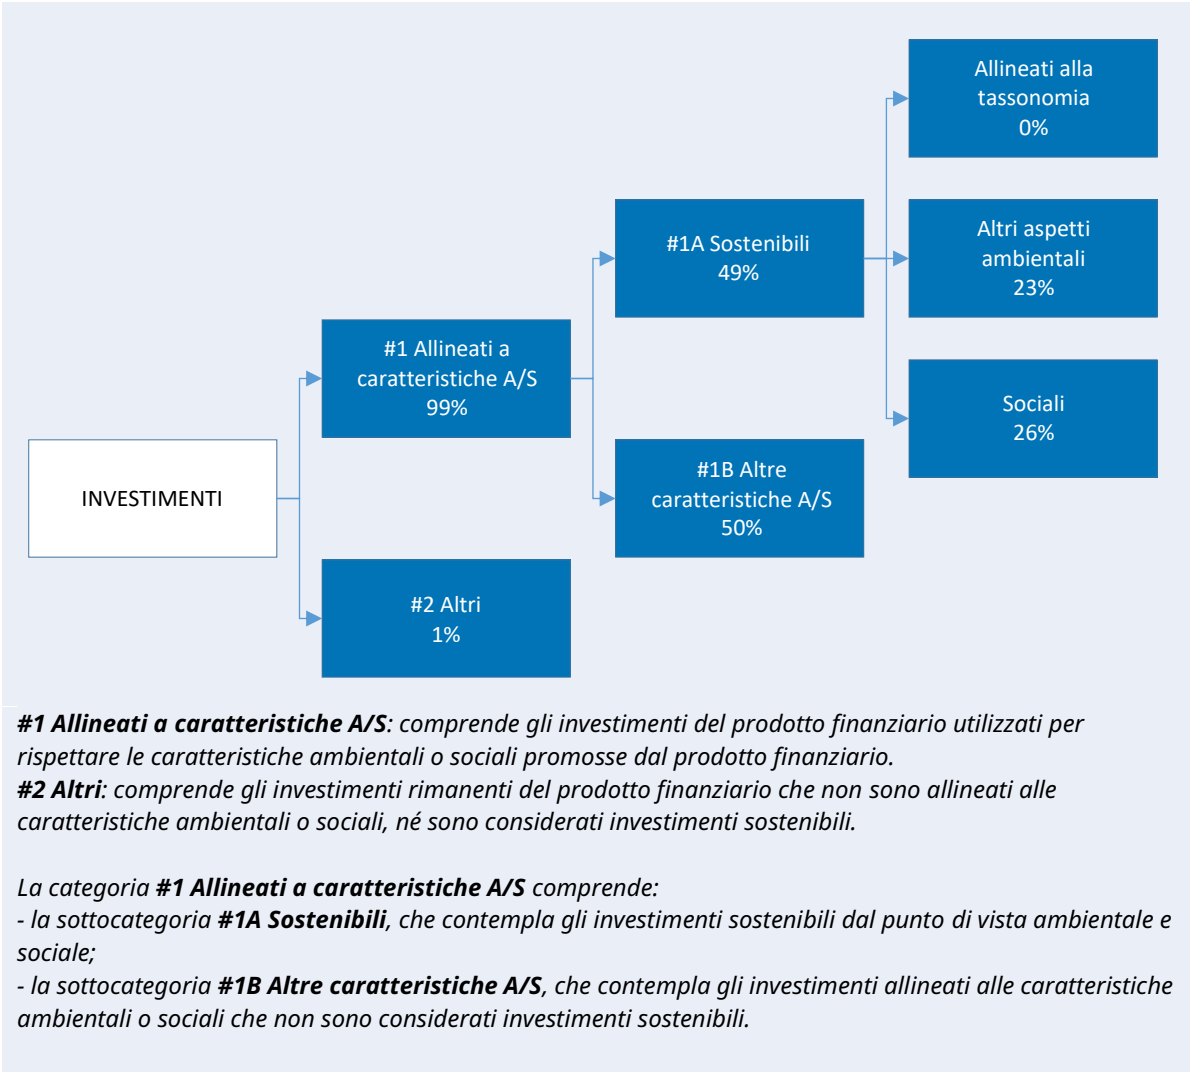 Allineati alla
tassonomia
0%
#1A Sostenibili
49%
Altri aspetti
ambientali
23%
#1 Allineati a
caratteristiche A/S
99%
Sociali
26%
INVESTIMENTI
#1B Altre
caratteristiche A/S
50%
#2 Altri
1%
#1 Allineati a caratteristiche A/S: comprende gli investimenti del prodotto finanziario utilizzati per
rispettare le caratteristiche ambientali o sociali promosse dal prodotto finanziario.
#2 Altri: comprende gli investimenti rimanenti del prodotto finanziario che non sono allineati alle
caratteristiche ambientali o sociali, né sono considerati investimenti sostenibili.
La categoria #1 Allineati a caratteristiche A/S comprende:
- la sottocategoria #1A Sostenibili, che contempla gli investimenti sostenibili dal punto di vista ambientale e
sociale;
- la sottocategoria #1B Altre caratteristiche A/S, che contempla gli investimenti allineati alle caratteristiche
ambientali o sociali che non sono considerati investimenti sostenibili.